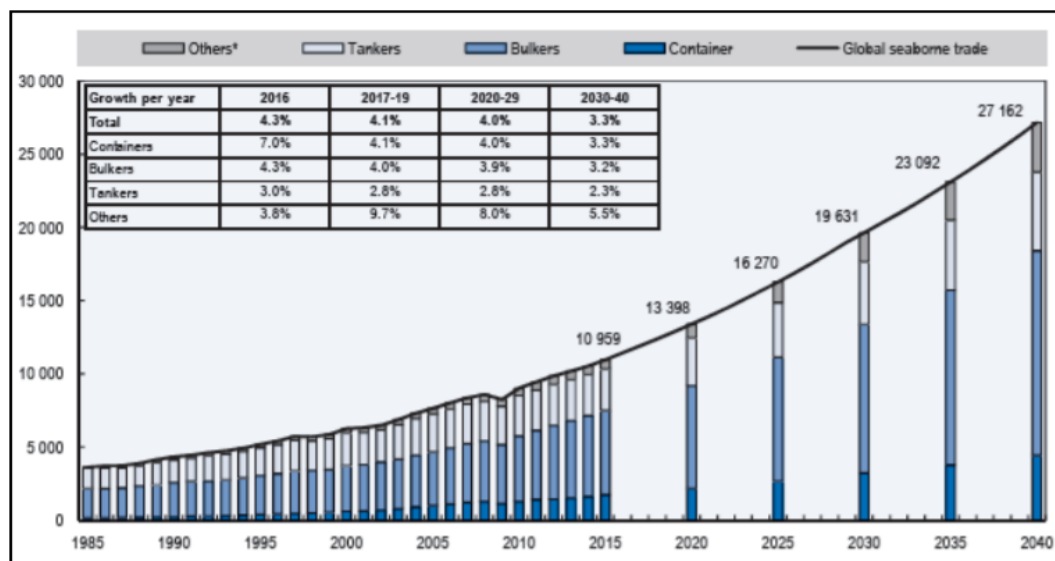 Others* Tankers Bulkers Container Global seaborne trade
30 000
25 000
20 000
15 000
10 000
5 000
0
Growth per year 2016 2017-19 2020-29 2030-40
Total 4.3% 4.1% 4.0% 3.3%
Containers 7.0% 4.1% 4.0% 3.3%
Bulkers 4.3% 4.0% 3.9% 3.2%
Tankers 3.0% 2.8% 2.8% 2.3%
Others 3.8% 9.7% 8.0% 5.5%
10 959
13 398
16 270
19 631
23 092
27 162
1985 1990 1995 2000 2005 2010 2015 2020 2025 2030 2035 2040